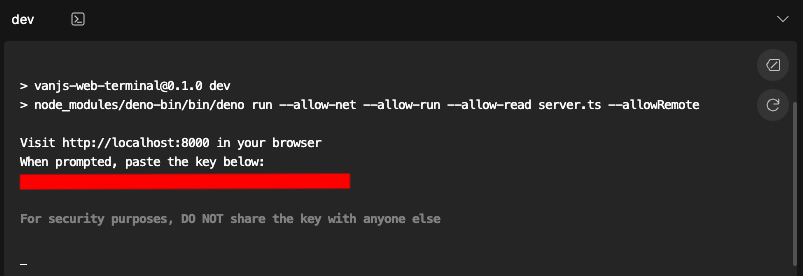 dev
> vanjs-web-terminal@0.1.0 dev
> node_modules/deno-bin/bin/deno run --allow-net --allow-run --allow-read server.ts --allowRemote
Visit http://localhost:8000 in your browser
When prompted, paste the key below:
For security purposes, DO NOT share the key with anyone else
_